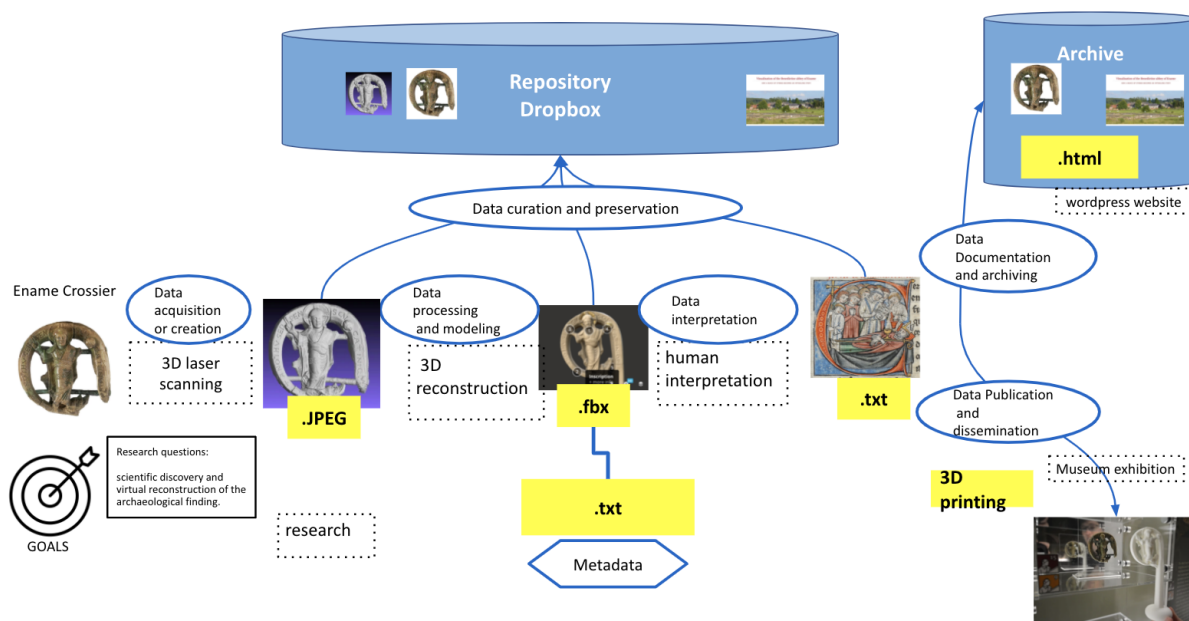 Repository
Dropbox
Archive
.html
wordpress website
Data curation and preservation
Data
Documentation
and archiving
Ename Crossier
Data
acquisition
or creation
3D laser
scanning
Data
processing
and modeling
3D
reconstruction
Data
interpretation
human
interpretation
.JPEG
.fbx
inscription
.txt
Data Publication
and
dissemination
Museum exhibition
3D
printing
Research questions:
scientific discovery and
virtual reconstruction of the
archaeological finding.
GOALS
research
.txt
Metadata